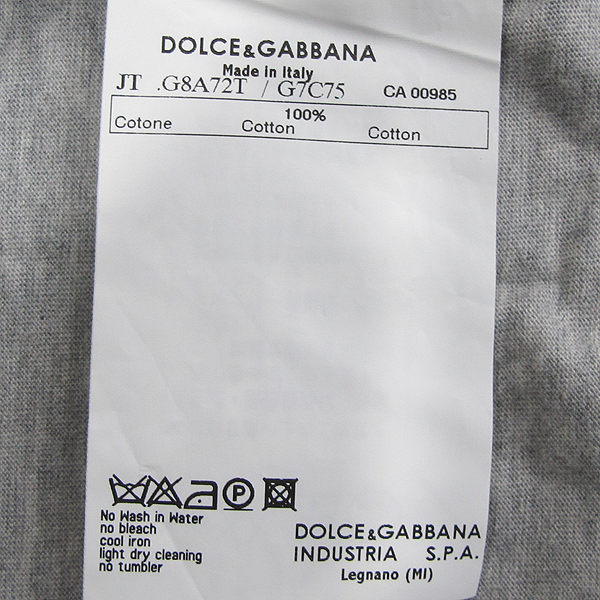 DOLCE&GABBANA
Made in Italy
JT .G8A72T / G7C75 CA 00985
100%
Cotone Cotton Cotton
P
No Wash in Water
no bleach
cool iron
light dry cleaning
no tumbler
DOLCE&GABBANA
INDUSTRIA S.P.A.
Legnano (MI)